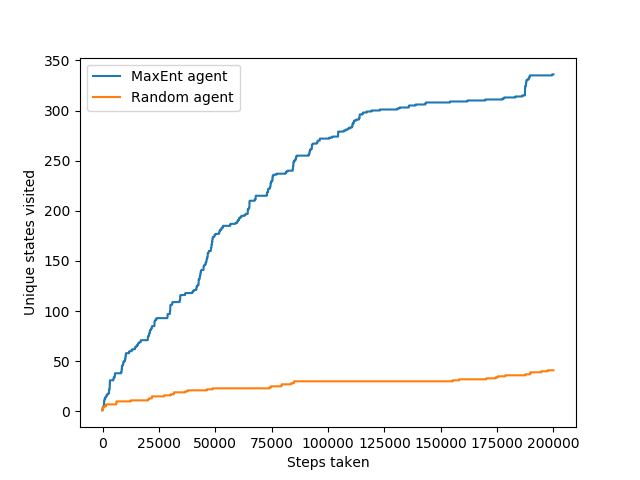 350
300
250
200
150
100
50
0
Unique states visited
MaxEnt agent
Random agent
0 25000 50000 75000 100000 125000 150000 175000 200000
Steps taken